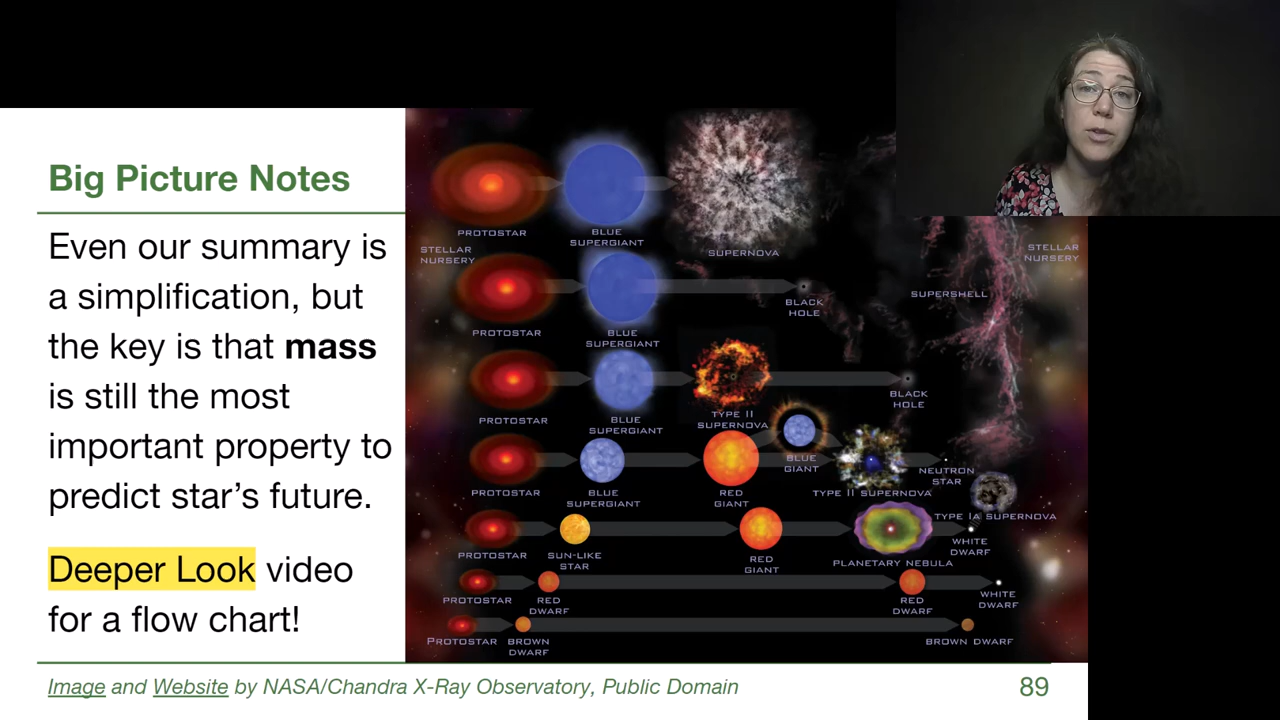 Big Picture Notes
Even our summary is
a simplification, but
the key is that mass
is still the most
important property to
predict star's future.
Deeper Look video
for a flow chart!
PROTOSTAR
BLUE
SUPERGIANT
SUPERNOVA
STELLAR
NURSERY
STELLAR
NURSERY
SUPERSHELL
PROTOSTAR
BLUE
SUPERGIANT
BLACK
HOLE
PROTOSTAR
BLUE
SUPERGIANT
TYPE II
SUPERNOVA
BLACK
HOLE
PROTOSTAR
BLUE
SUPERGIANT
RED
GIANT
BLUE
GIANT
TYPE II SUPERNOVA
NEUTRON
STAR
TYPE IA SUPERNOVA
PROTOSTAR
SUN-LIKE
STAR
RED
GIANT
PLANETARY NEBULA
WHITE
DWARF
PROTOSTAR
RED
DWARF
RED
DWARF
WHITE
DWARF
PROTOSTAR
BROWN
DWARF
BROWN DWARF
Image and Website by NASA/Chandra X-Ray Observatory, Public Domain
89